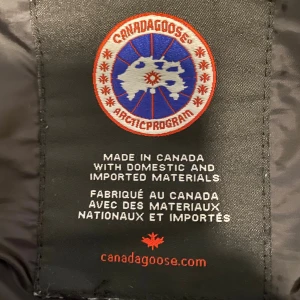 CANADA GOOSE®
ARCTIC PROGRAM
MADE IN CANADA
WITH DOMESTIC AND
IMPORTED MATERIALS
FABRIQUÉ AU CANADA
AVEC DES MATERIAUX
NATIONAUX ET IMPORTÉS
canadagoose.com